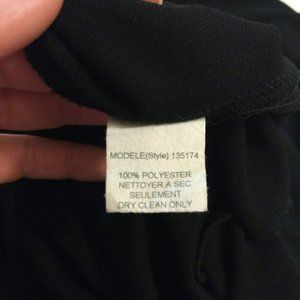 MODELE(Style) 135174
100% POLYESTER
NETTOYER A SEC
SEULEMENT
DRY CLEAN ONLY